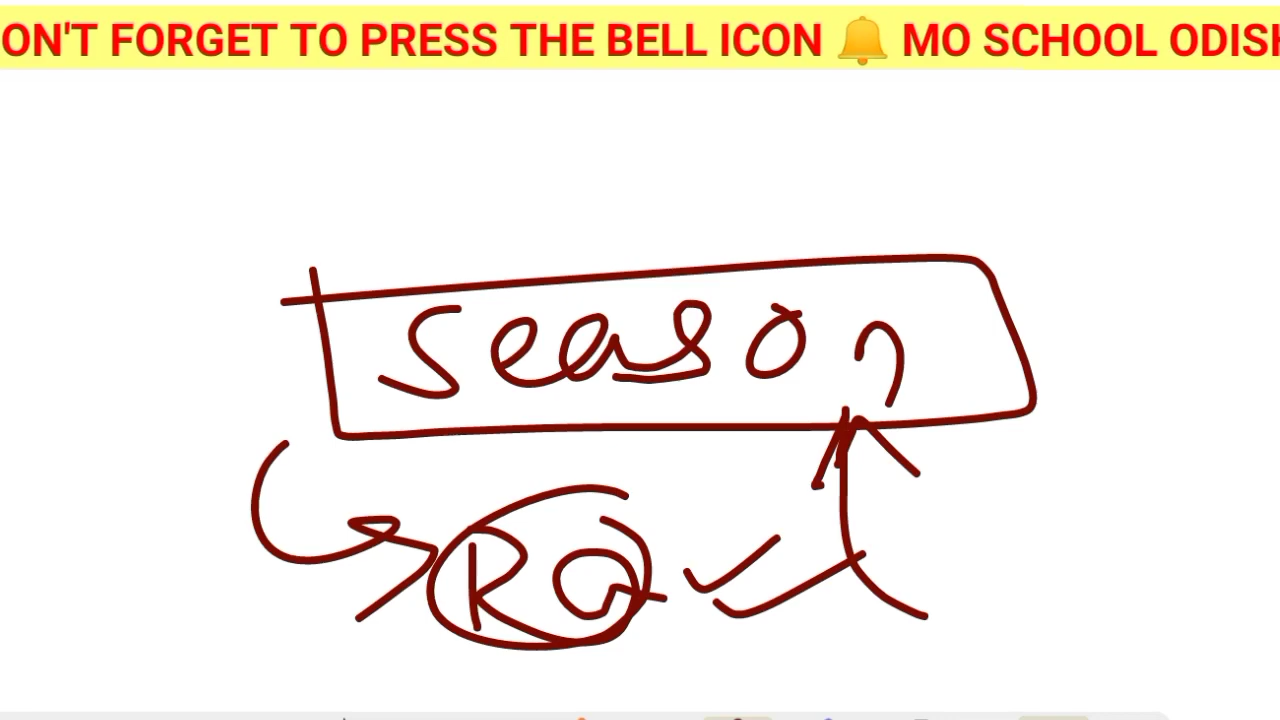 ON'T FORGET TO PRESS THE BELL ICON 🔔 MO SCHOOL ODISH
season
RQ